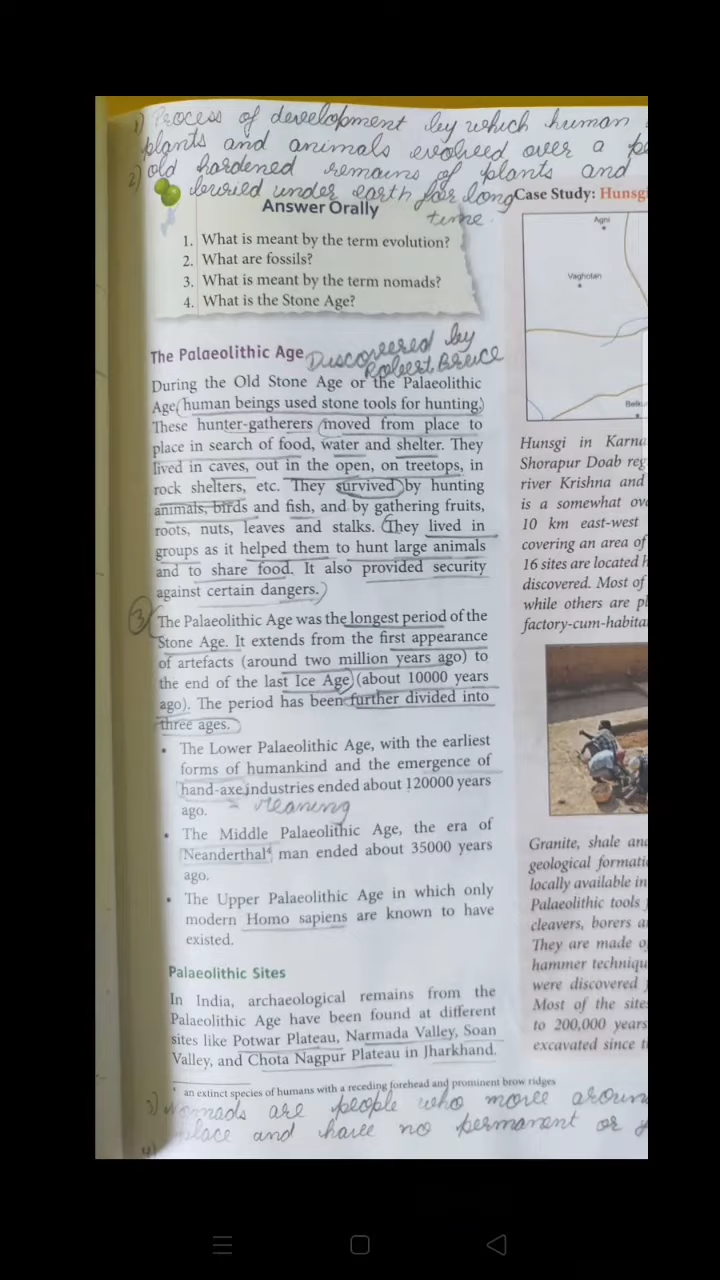 1) Process of development by which human
plants and animals evolved over a
2) old hardened remains of plants and
buried under earth for long
time.
Answer Orally
1. What is meant by the term evolution?
2. What are fossils?
3. What is meant by the term nomads?
4. What is the Stone Age?
The Palaeolithic Age
Discovered by
Robert Bruce
During the Old Stone Age or the Palaeolithic
Age (human beings used stone tools for hunting.)
These hunter-gatherers (moved from place to
place in search of food, water and shelter. They
lived in caves, out in the open, on treetops, in
rock shelters, etc. They survived) by hunting
animals, birds and fish, and by gathering fruits,
roots, nuts, leaves and stalks. (They lived in
groups as it helped them to hunt large animals
and to share food. It also provided security
against certain dangers.)
3
(The Palaeolithic Age was the longest period of the
Stone Age. It extends from the first appearance
of artefacts (around two million years ago) to
the end of the last Ice Age) (about 10000 years
ago). The period has been further divided into
three ages.
• The Lower Palaeolithic Age, with the earliest
forms of humankind and the emergence of
hand-axe industries ended about 120000 years
ago.
= meaning
• The Middle Palaeolithic Age, the era of
Neanderthal* man ended about 35000 years
ago.
• The Upper Palaeolithic Age in which only
modern Homo sapiens are known to have
existed.
Palaeolithic Sites
In India, archaeological remains from the
Palaeolithic Age have been found at different
sites like Potwar Plateau, Narmada Valley, Soan
Valley, and Chota Nagpur Plateau in Jharkhand.
* an extinct species of humans with a receding forehead and prominent brow ridges
3) Nomads are people who move
place and have no permanent or
4)
Case Study: Hunsgi
Agni
Vaghotan
Hunsgi in
Shorapur Doab
river Krishna and
is a somewhat
10 km east-west
covering an area of
16 sites are located
discovered. Most of
while others are
factory-cum-
Granite, shale
geological
locally available in
Palaeolithic tools
cleavers, borers
They are made
hammer
were discovered
Most of the
to 200,000 years
excavated since